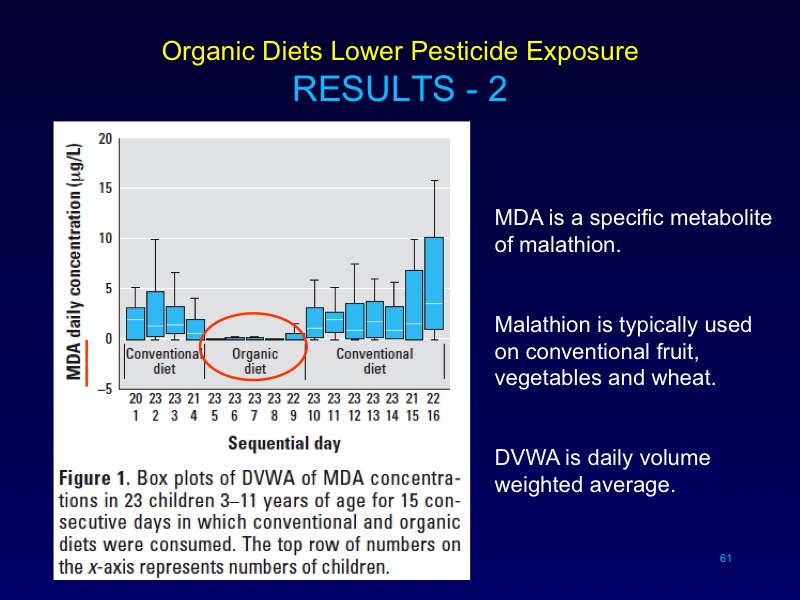 Organic Diets Lower Pesticide Exposure
RESULTS - 2
MDA daily concentration (µg/L)
20
15
10
5
0
–5
Conventional diet
Organic diet
Conventional diet
20 23 23 21 23 23 23 23 22 23 23 23 23 23 21 22
1 2 3 4 5 6 7 8 9 10 11 12 13 14 15 16
Sequential day
Figure 1. Box plots of DVWA of MDA concentra-
tions in 23 children 3–11 years of age for 15 con-
secutive days in which conventional and organic
diets were consumed. The top row of numbers on
the x-axis represents numbers of children.
MDA is a specific metabolite
of malathion.
Malathion is typically used
on conventional fruit,
vegetables and wheat.
DVWA is daily volume
weighted average.
61